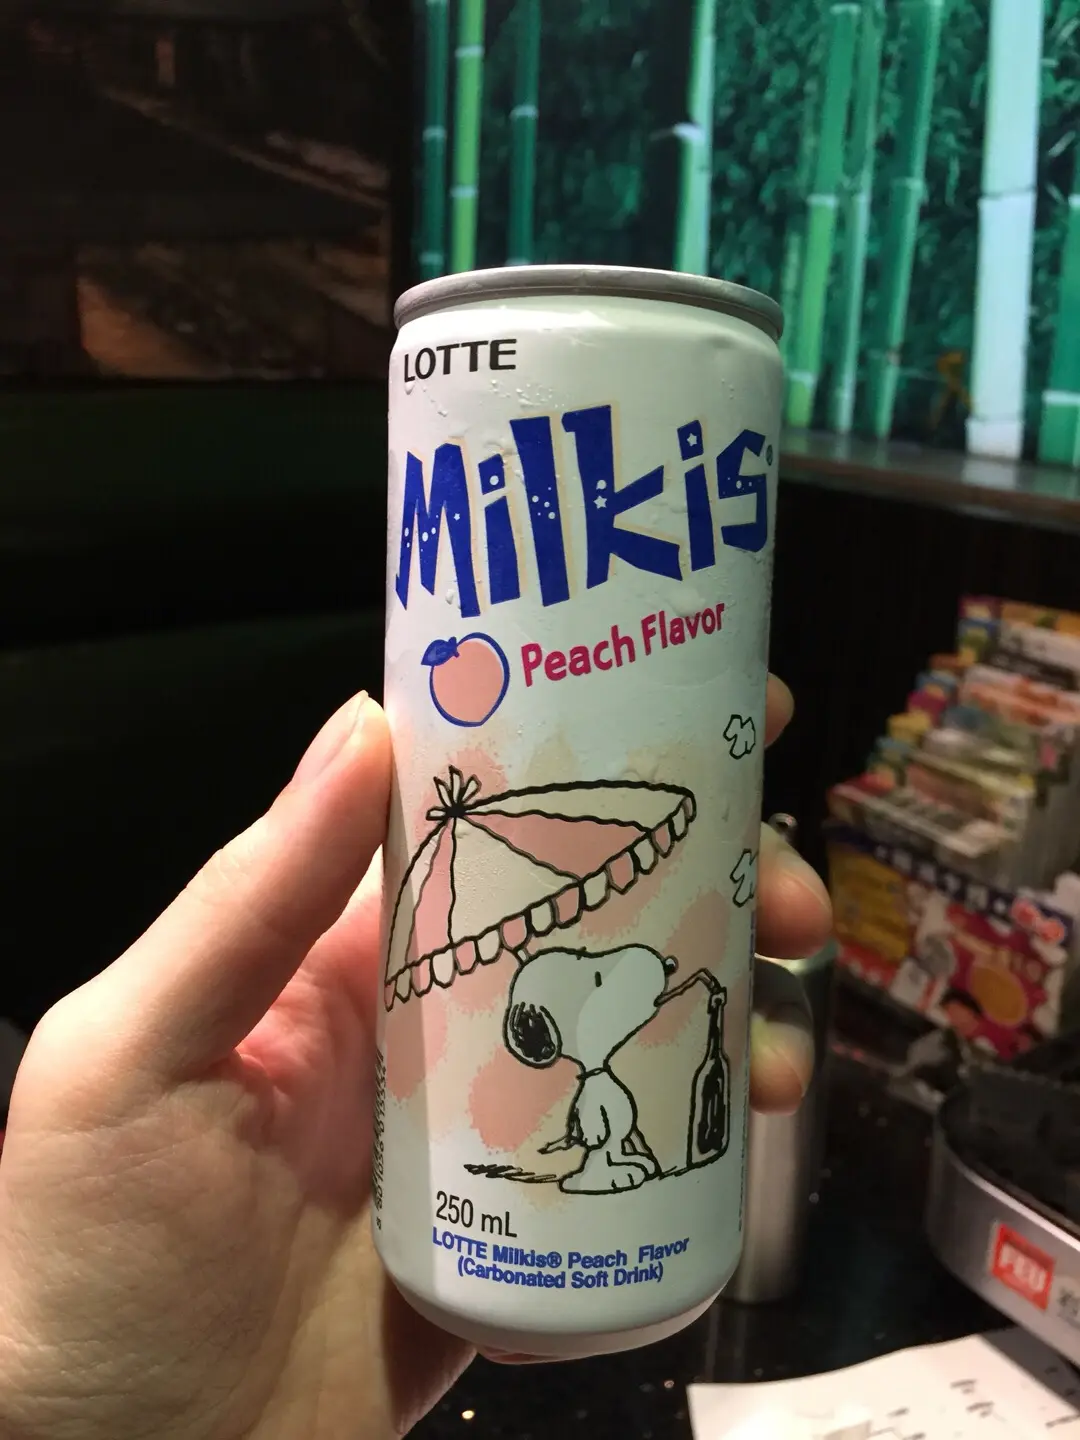 LOTTE
Milkis®
Peach Flavor
250 mL
LOTTE Milkis® Peach Flavor
(Carbonated Soft Drink)